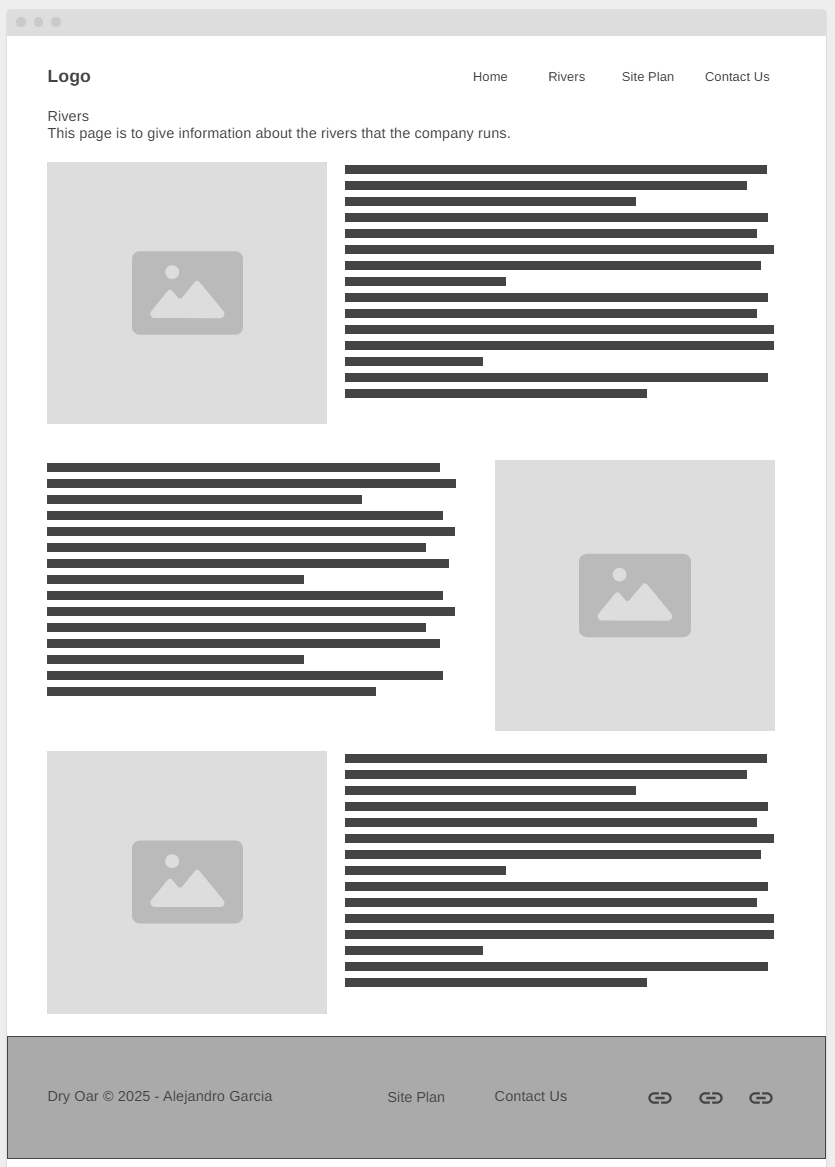 Logo
Home Rivers Site Plan Contact Us
Rivers
This page is to give information about the rivers that the company runs.
Dry Oar © 2025 - Alejandro Garcia Site Plan Contact Us